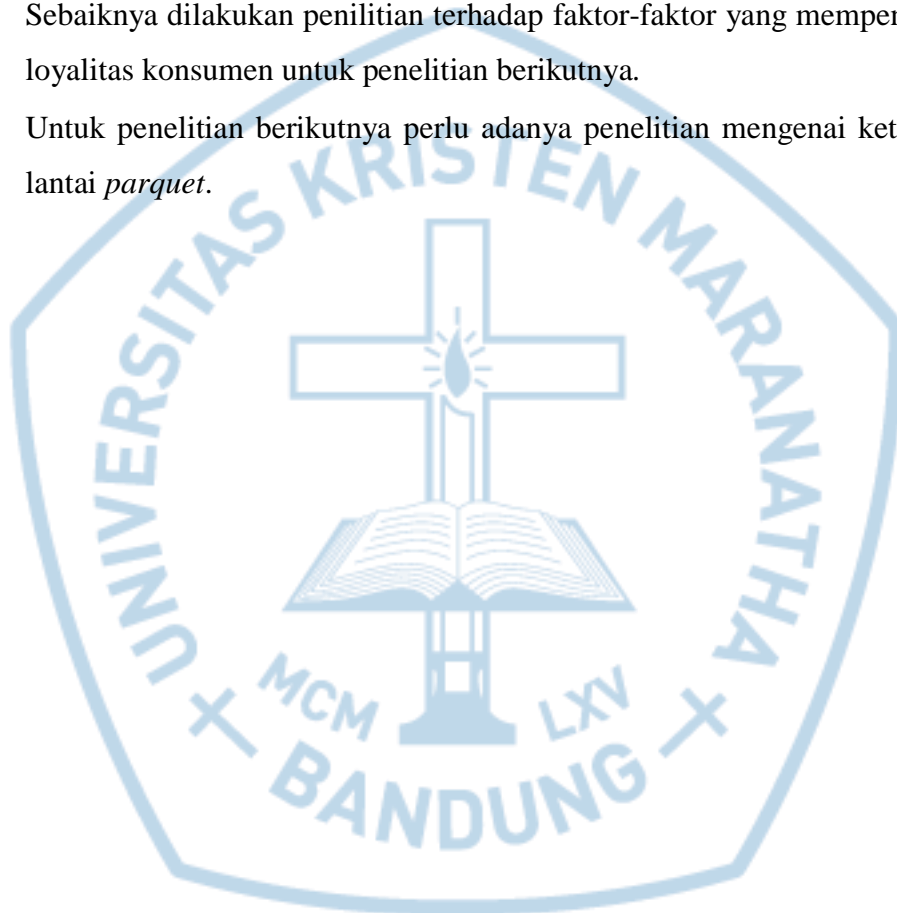 Sebaiknya dilakukan penilitian terhadap faktor-faktor yang memper
loyalitas konsumen untuk penelitian berikutnya.
Untuk penelitian berikutnya perlu adanya penelitian mengenai ket
lantai parquet.
UNIVERSITAS KRISTEN MARANATHA
MCM LXV
+ BANDUNG +